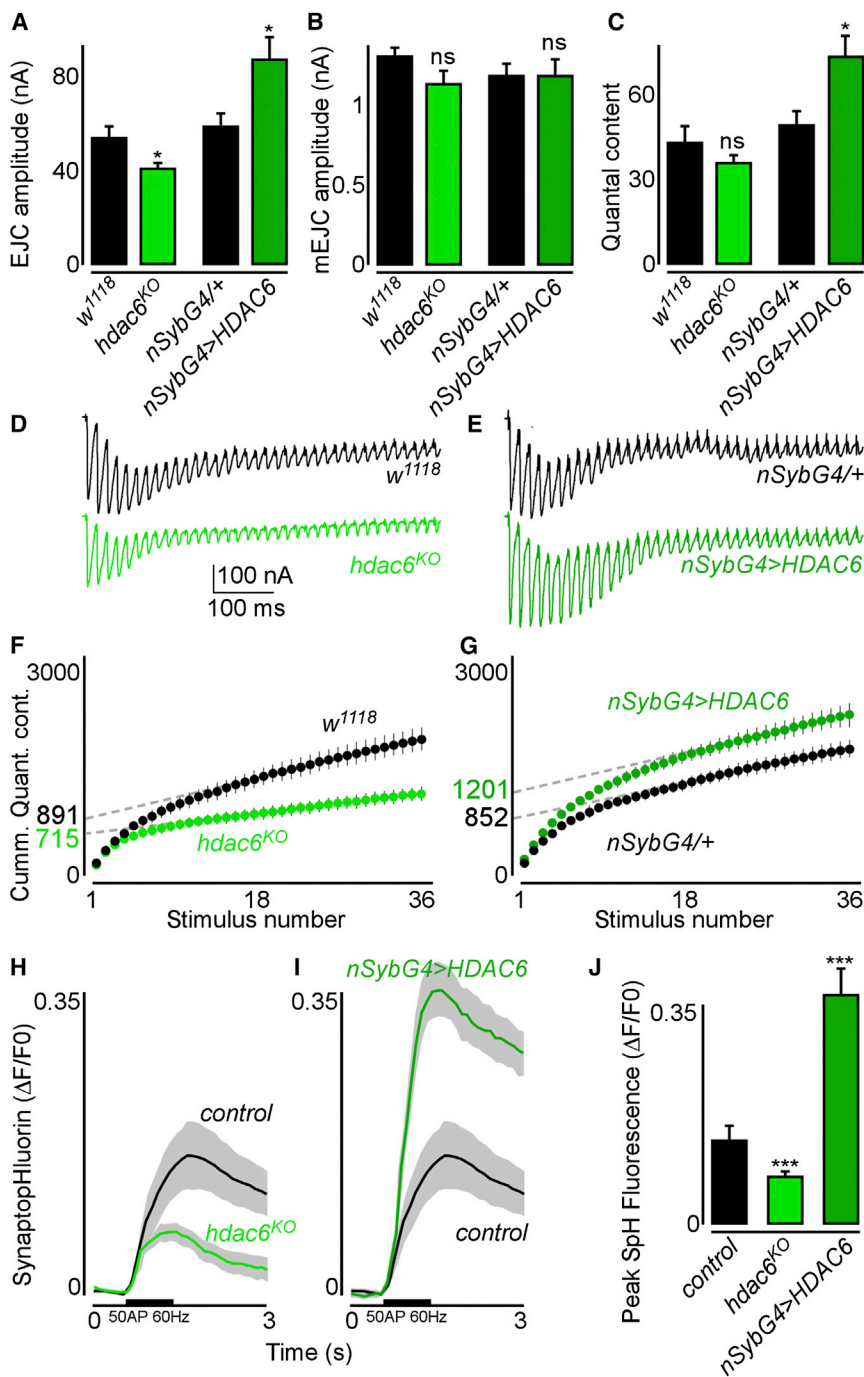 A
EJC amplitude (nA)
80
40
0
*
*
w¹¹¹⁸
hdac6ᴷᴼ
nSybG4/+
nSybG4>HDAC6
B
mEJC amplitude (nA)
1
0.5
0
ns
ns
w¹¹¹⁸
hdac6ᴷᴼ
nSybG4/+
nSybG4>HDAC6
C
Quantal content
60
30
0
ns
*
w¹¹¹⁸
hdac6ᴷᴼ
nSybG4/+
nSybG4>HDAC6
D
w¹¹¹⁸
hdac6ᴷᴼ
100 nA
100 ms
E
nSybG4/+
nSybG4>HDAC6
F
Cumm. Quant. cont.
3000
891
715
0
w¹¹¹⁸
hdac6ᴷᴼ
1
18
36
Stimulus number
G
3000
1201
852
0
nSybG4>HDAC6
nSybG4/+
1
18
36
Stimulus number
H
SynaptopHluorin (ΔF/F0)
0.35
0
control
hdac6ᴷᴼ
0
50AP 60Hz
3
I
nSybG4>HDAC6
0.35
0
control
0
50AP 60Hz
3
Time (s)
J
Peak SpH Fluorescence (ΔF/F0)
0.35
0
***
***
control
hdac6ᴷᴼ
nSybG4>HDAC6